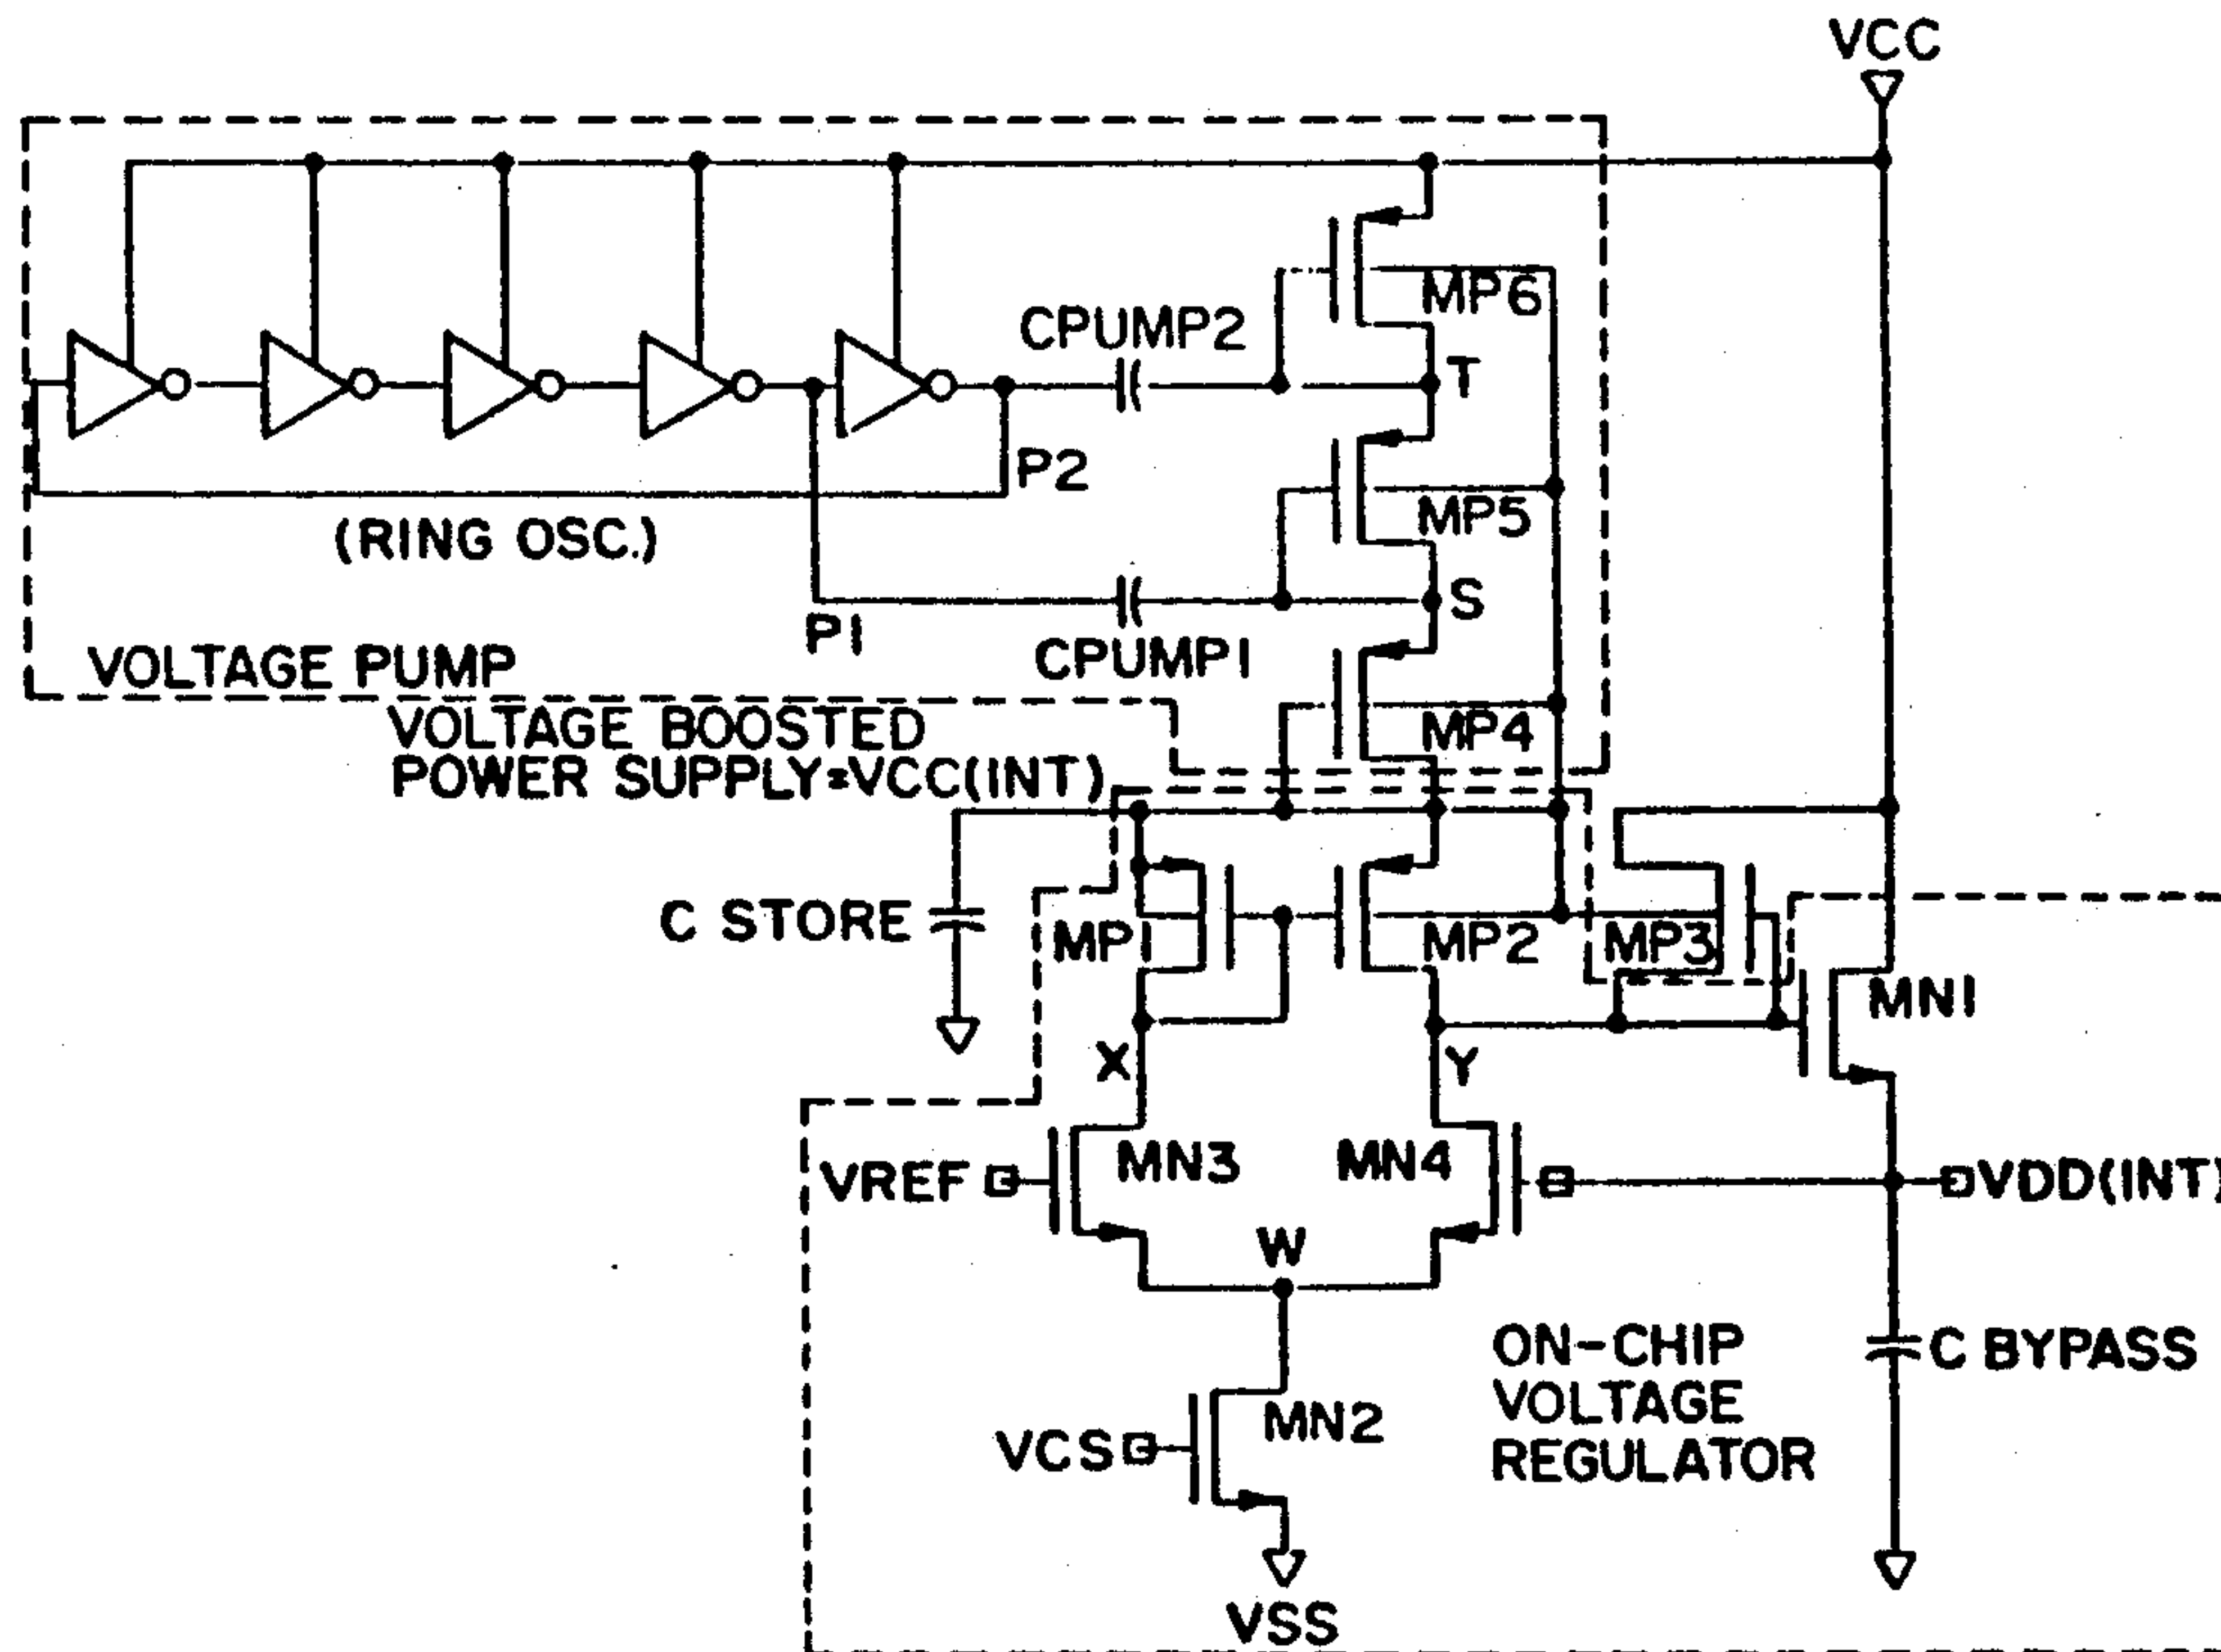 VCC
MP6
CPUMP2
T
P2
MP5
(RING OSC.)
S
P1
CPUMP1
VOLTAGE PUMP
MP4
VOLTAGE BOOSTED
POWER SUPPLY=VCC(INT)
C STORE
MP1
MP2
MP3
MN1
X
Y
VREF
MN3
MN4
VDD(INT)
W
ON-CHIP
VOLTAGE
REGULATOR
C BYPASS
VCS
MN2
VSS